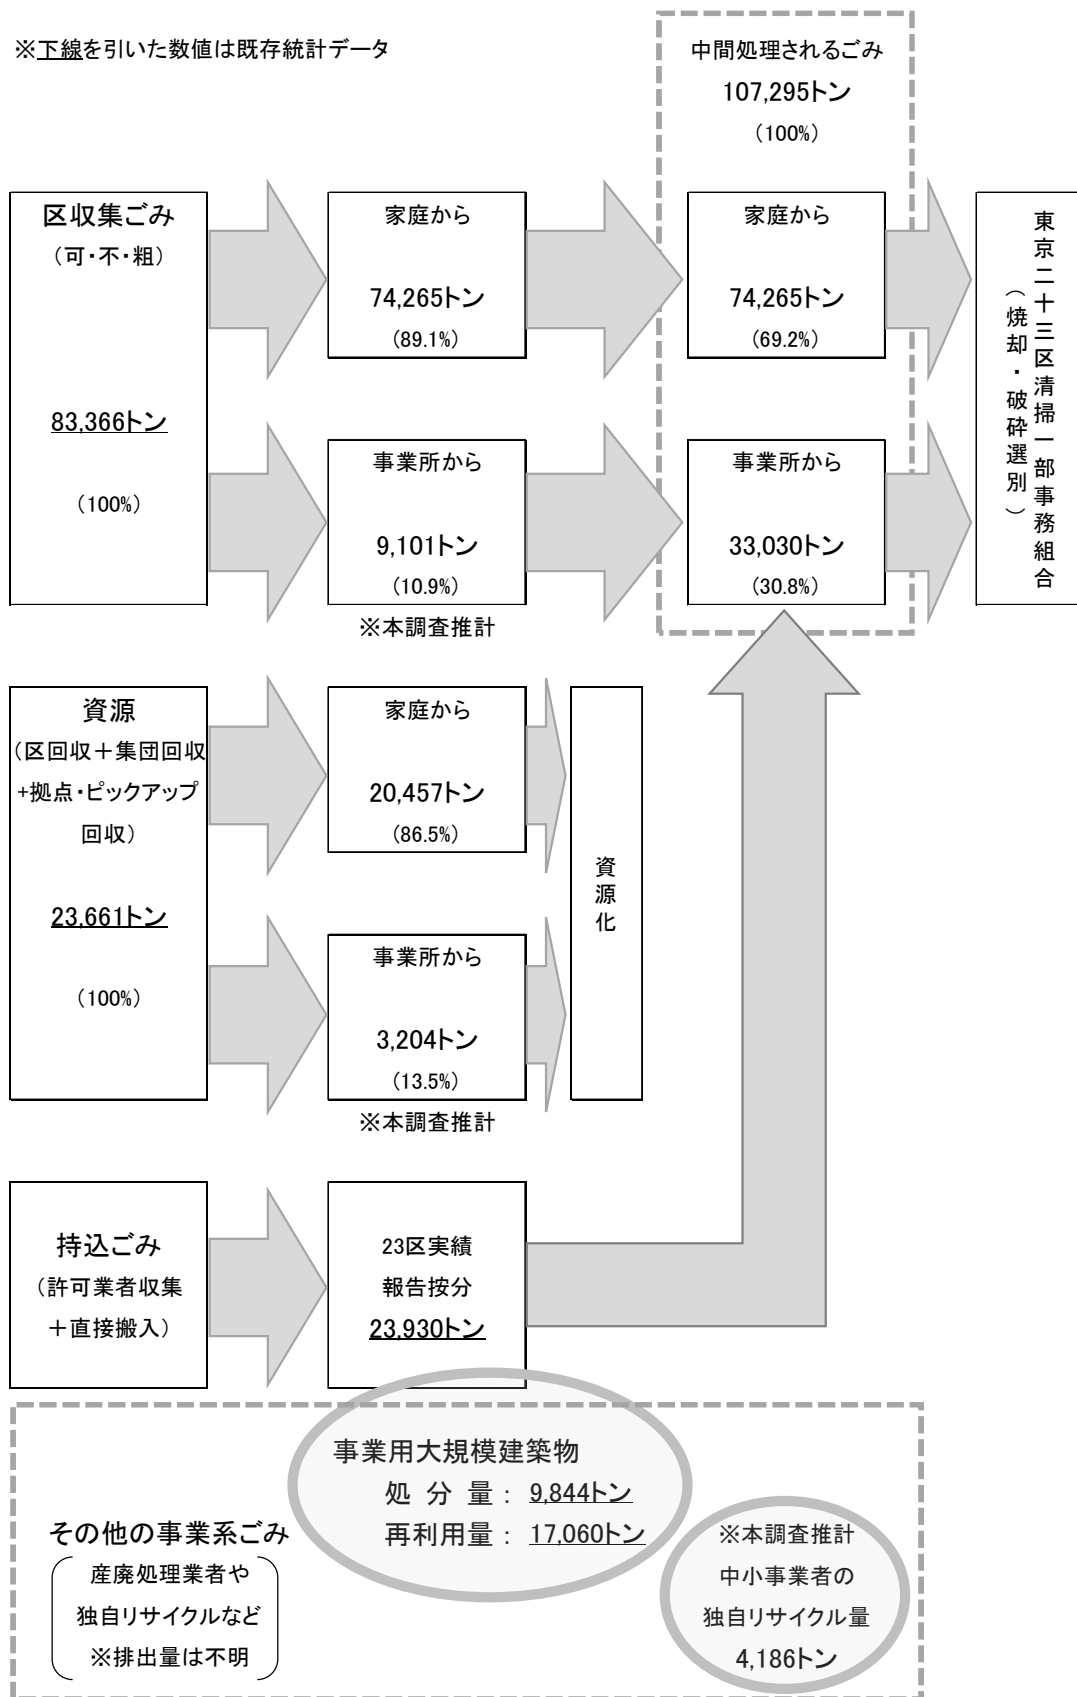 ※下線を引いた数値は既存統計データ
中間処理されるごみ
107,295トン
(100%)
区収集ごみ
(可・不・粗)
83,366トン
(100%)
家庭から
74,265トン
(89.1%)
家庭から
74,265トン
(69.2%)
事業所から
9,101トン
(10.9%)
※本調査推計
事業所から
33,030トン
(30.8%)
東京二十三区清掃一部事務組合
(焼却・破砕選別)
資源
(区回収+集団回収
+拠点・ピックアップ
回収)
23,661トン
(100%)
家庭から
20,457トン
(86.5%)
事業所から
3,204トン
(13.5%)
※本調査推計
資源化
持込ごみ
(許可業者収集
+直接搬入)
23区実績
報告按分
23,930トン
事業用大規模建築物
処分量: 9,844トン
再利用量: 17,060トン
その他の事業系ごみ
産廃処理業者や
独自リサイクルなど
※排出量は不明
※本調査推計
中小事業者の
独自リサイクル量
4,186トン